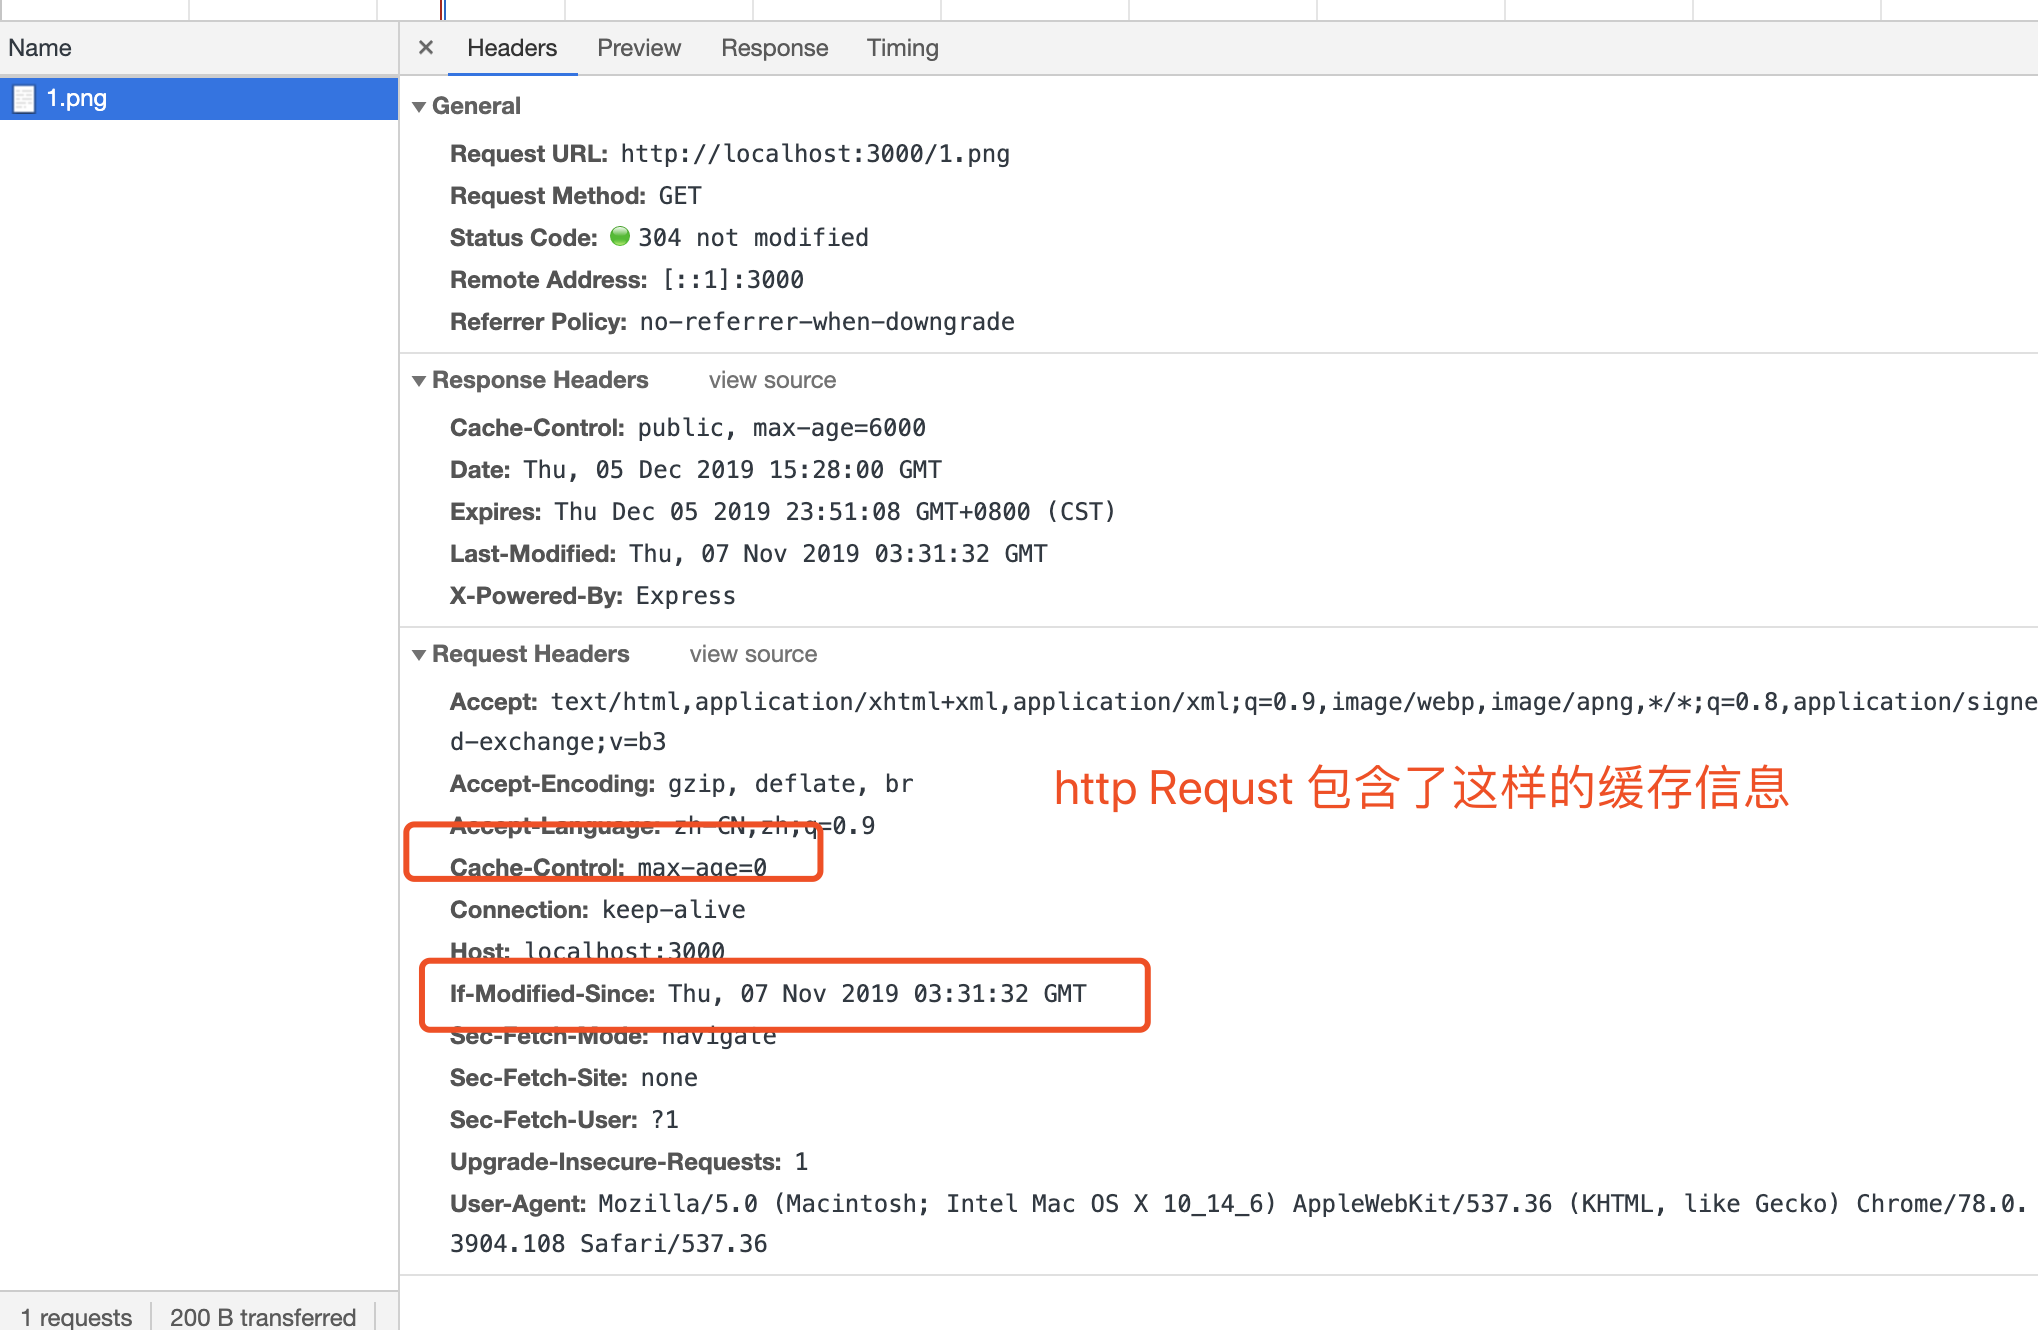 Name
× Headers Preview Response Timing
1.png
General
Request URL: http://localhost:3000/1.png
Request Method: GET
Status Code: 304 not modified
Remote Address: [::1]:3000
Referrer Policy: no-referrer-when-downgrade
Response Headers view source
Cache-Control: public, max-age=6000
Date: Thu, 05 Dec 2019 15:28:00 GMT
Expires: Thu Dec 05 2019 23:51:08 GMT+0800 (CST)
Last-Modified: Thu, 07 Nov 2019 03:31:32 GMT
X-Powered-By: Express
Request Headers view source
Accept: text/html,application/xhtml+xml,application/xml;q=0.9,image/webp,image/apng,*/*;q=0.8,application/signe
d-exchange;v=b3
Accept-Encoding: gzip, deflate, br
http Requst 包含了这样的缓存信息
Accept-Language: zh-CN,zh;q=0.9
Cache-Control: max-age=0
Connection: keep-alive
Host: localhost:3000
If-Modified-Since: Thu, 07 Nov 2019 03:31:32 GMT
Sec-Fetch-Mode: navigate
Sec-Fetch-Site: none
Sec-Fetch-User: ?1
Upgrade-Insecure-Requests: 1
User-Agent: Mozilla/5.0 (Macintosh; Intel Mac OS X 10_14_6) AppleWebKit/537.36 (KHTML, like Gecko) Chrome/78.0.
3904.108 Safari/537.36
1 requests 200 B transferred